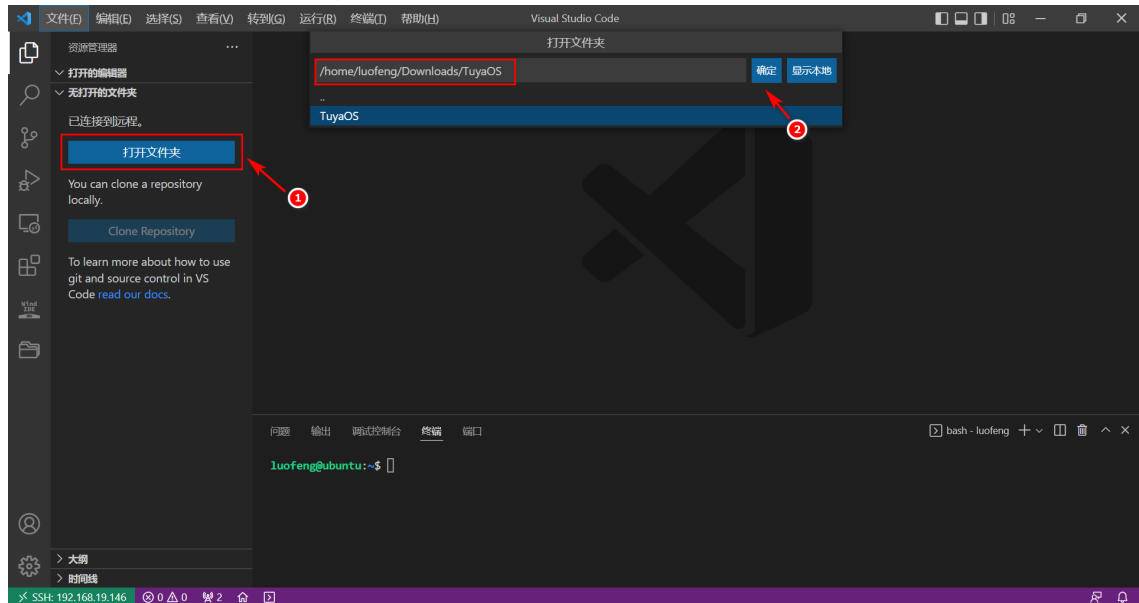 文件(F) 编辑(E) 选择(S) 查看(V) 转到(G) 运行(R) 终端(T) 帮助(H) Visual Studio Code
打开文件夹
/home/luofeng/Downloads/TuyaOS 确定 显示本地
..
TuyaOS
2
资源管理器 ...
打开的编辑器
无打开的文件夹
已连接到远程。
打开文件夹
1
You can clone a repository
locally.
Clone Repository
To learn more about how to use
git and source control in VS
Code read our docs.
Wind
IDE
问题 输出 调试控制台 终端 端口 bash - luofeng
luofeng@ubuntu:~$
大纲
时间线
SSH: 192.168.19.146 0 0 2